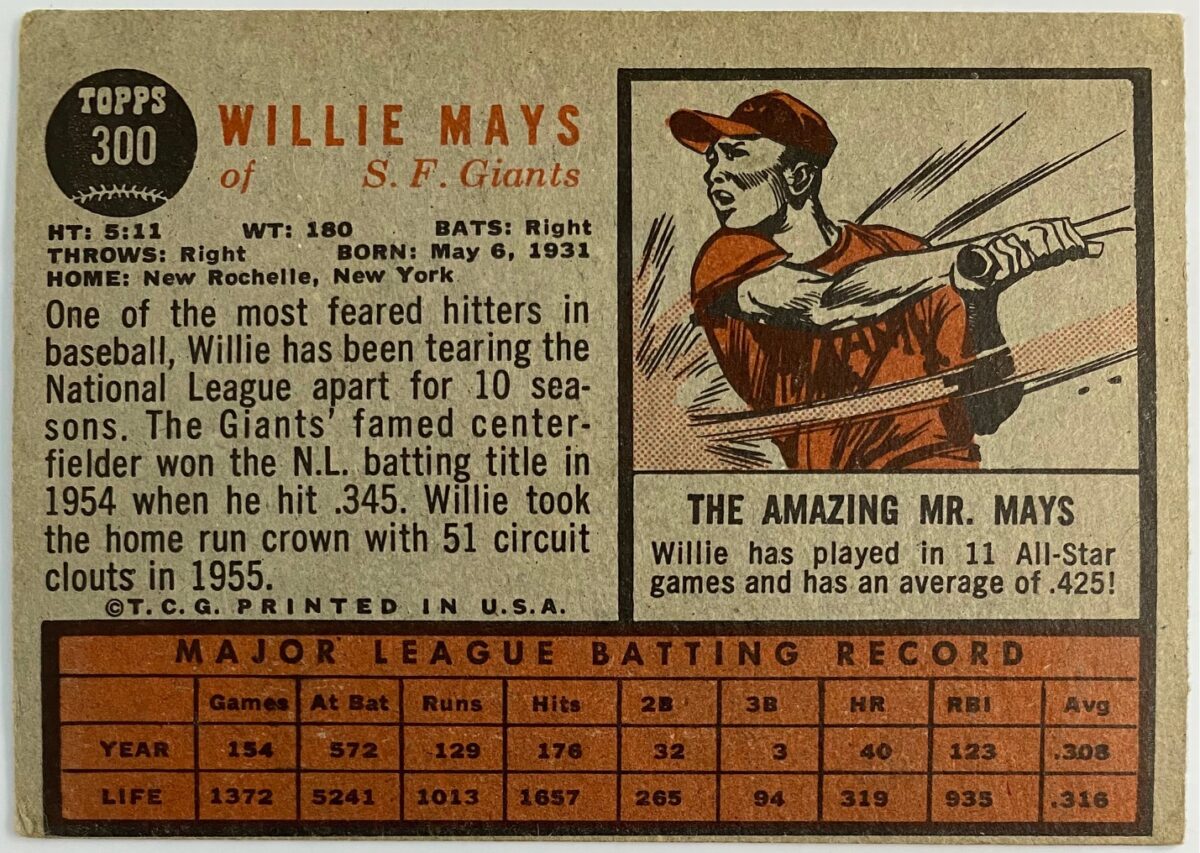 TOPPS
300
WILLIE MAYS
of S. F. Giants
HT: 5:11 WT: 180 BATS: Right
THROWS: Right BORN: May 6, 1931
HOME: New Rochelle, New York
One of the most feared hitters in
baseball, Willie has been tearing the
National League apart for 10 sea-
sons. The Giants' famed center-
fielder won the N.L. batting title in
1954 when he hit .345. Willie took
the home run crown with 51 circuit
clouts in 1955.
©T. C. G. PRINTED IN U.S.A.
THE AMAZING MR. MAYS
Willie has played in 11 All-Star
games and has an average of .425!
MAJOR LEAGUE BATTING RECORD
Games At Bat Runs Hits 2B 3B HR RBI Avg
YEAR 154 572 129 176 32 3 40 123 .308
LIFE 1372 5241 1013 1657 265 94 319 935 .316